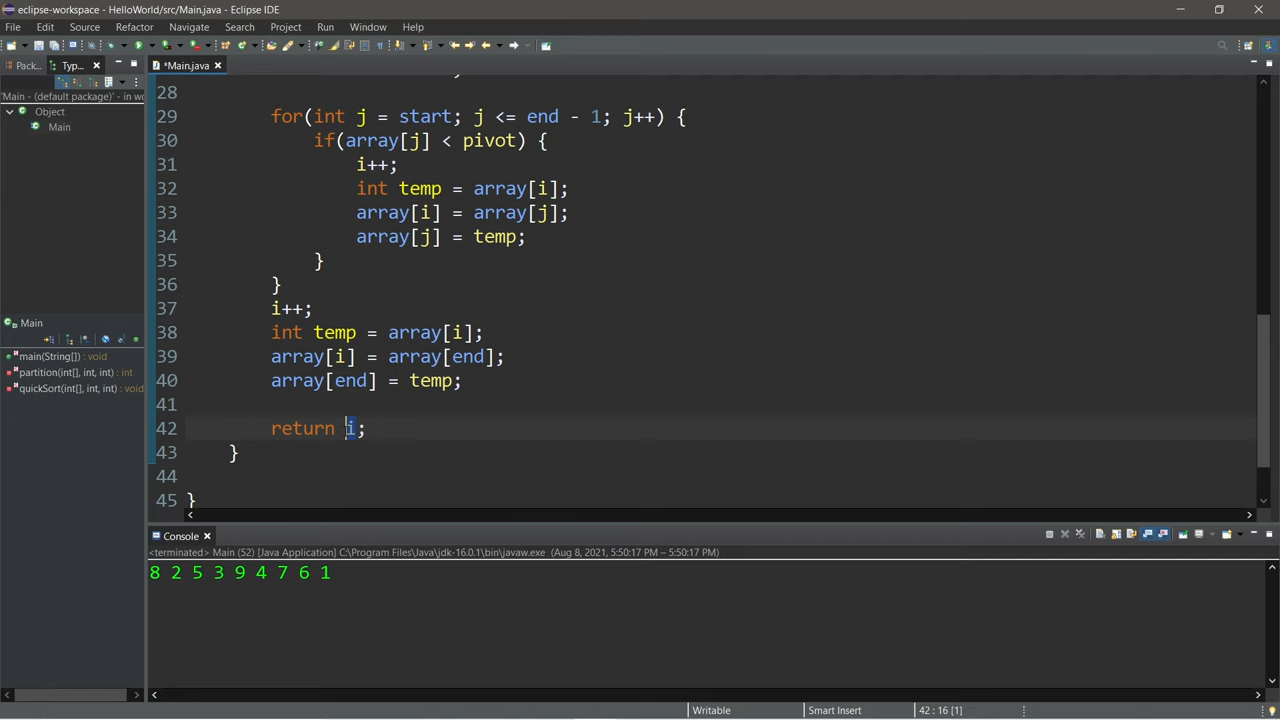 eclipse-workspace - HelloWorld/src/Main.java - Eclipse IDE
File Edit Source Refactor Navigate Search Project Run Window Help
Pack... Typ... *Main.java
'Main - (default package)' - in wo
Object
Main
28
29 for(int j = start; j <= end - 1; j++) {
30 if(array[j] < pivot) {
31 i++;
32 int temp = array[i];
33 array[i] = array[j];
34 array[j] = temp;
35 }
36 }
37 i++;
38 int temp = array[i];
39 array[i] = array[end];
40 array[end] = temp;
41
42 return i;
43 }
44
45 }
Main
main(String[]) : void
partition(int[], int, int) : int
quickSort(int[], int, int) : void
Console
<terminated> Main (52) [Java Application] C:\Program Files\Java\jdk-16.0.1\bin\javaw.exe (Aug 8, 2021, 5:50:17 PM – 5:50:17 PM)
8 2 5 3 9 4 7 6 1
Writable Smart Insert 42 : 16 [1]